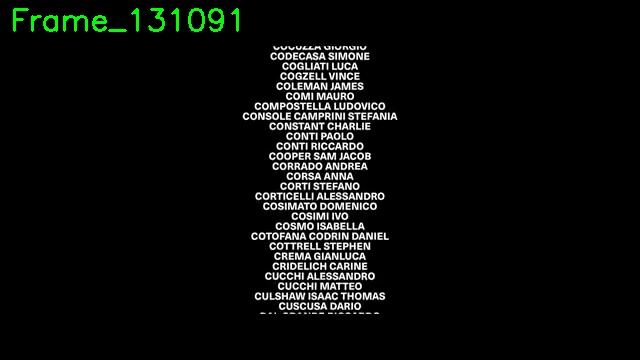 Frame_131091
COCUZZA GIORGIO
CODECASA SIMONE
COGLIATI LUCA
COGZELL VINCE
COLEMAN JAMES
COMI MAURO
COMPOSTELLA LUDOVICO
CONSOLE CAMPRINI STEFANIA
CONSTANT CHARLIE
CONTI PAOLO
CONTI RICCARDO
COOPER SAM JACOB
CORRADO ANDREA
CORSA ANNA
CORTI STEFANO
CORTICELLI ALESSANDRO
COSIMATO DOMENICO
COSIMI IVO
COSMO ISABELLA
COTOFANA CODRIN DANIEL
COTTRELL STEPHEN
CREMA GIANLUCA
CRIDELICH CARINE
CUCCHI ALESSANDRO
CUCCHI MATTEO
CULSHAW ISAAC THOMAS
CUSCUSA DARIO